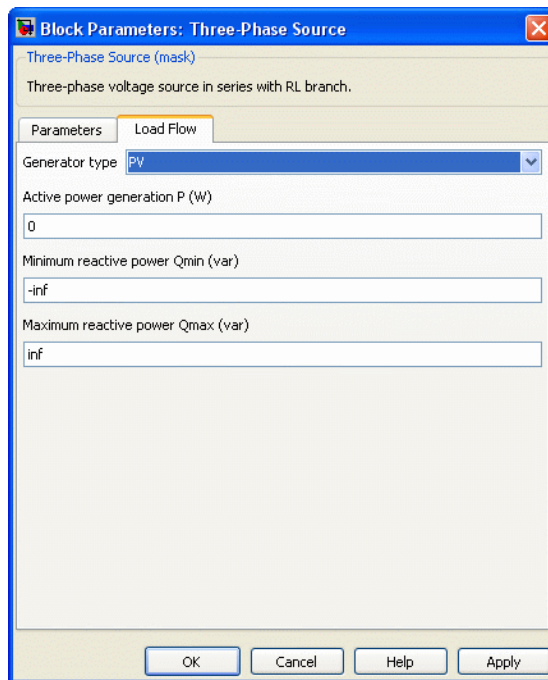 Block Parameters: Three-Phase Source
Three-Phase Source (mask)
Three-phase voltage source in series with RL branch.
Parameters
Load Flow
Generator type PV
Active power generation P (W)
0
Minimum reactive power Qmin (var)
-inf
Maximum reactive power Qmax (var)
inf
OK Cancel Help Apply